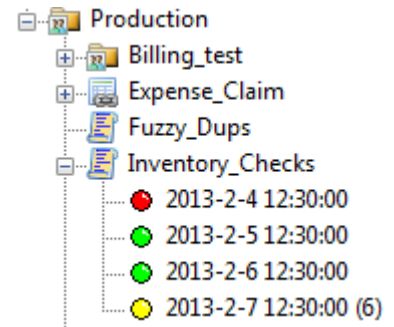 Production
Billing_test
Expense_Claim
Fuzzy_Dups
Inventory_Checks
2013-2-4 12:30:00
2013-2-5 12:30:00
2013-2-6 12:30:00
2013-2-7 12:30:00 (6)